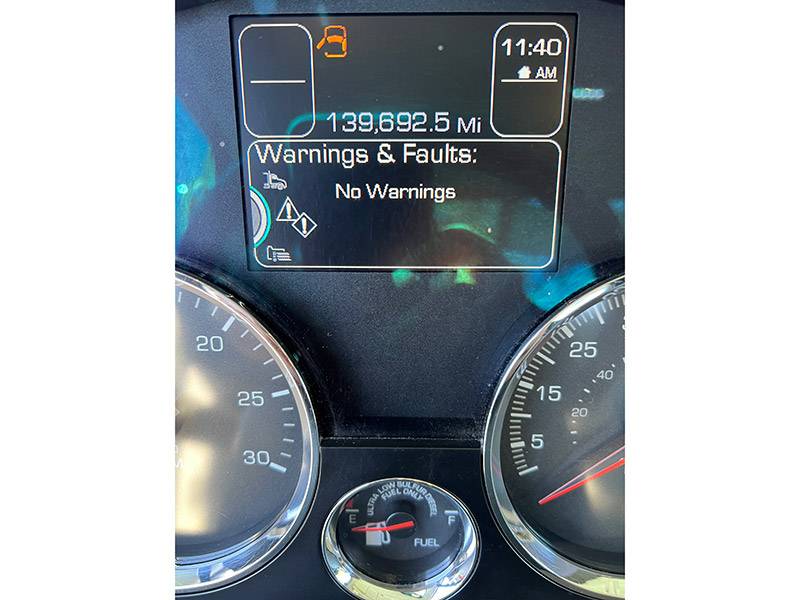 11:40
AM
139,692.5 Mi
Warnings & Faults:
No Warnings
20
25
30
25
15
5
40
20
ULTRA LOW SULFUR DIESEL
FUEL ONLY
E
F
FUEL